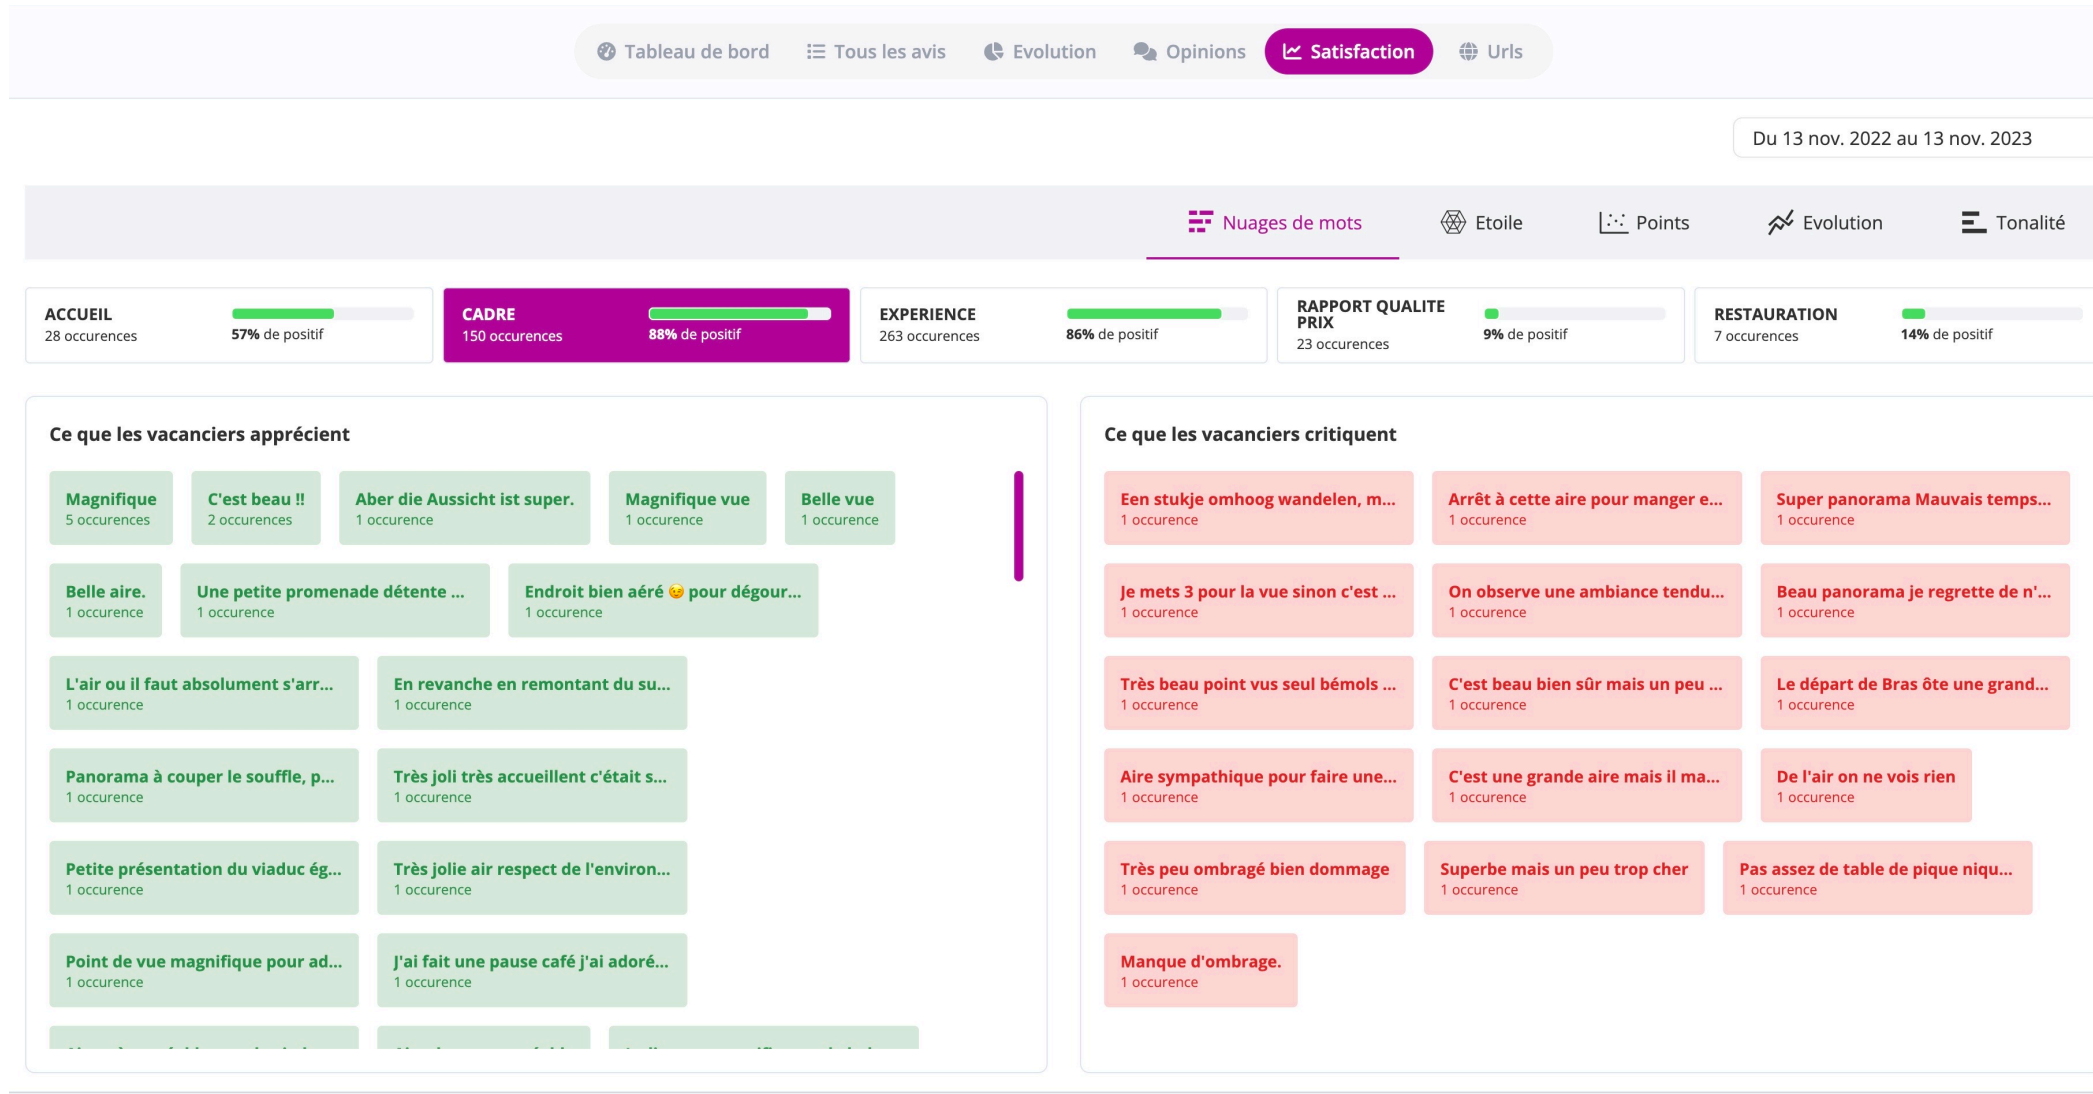 Tableau de bord
Tous les avis
Evolution
Opinions
Satisfaction
Urls
Du 13 nov. 2022 au 13 nov. 2023
Nuages de mots
Etoile
Points
Evolution
Tonalité
ACCUEIL
28 occurences
57% de positif
CADRE
150 occurences
88% de positif
EXPERIENCE
263 occurences
86% de positif
RAPPORT QUALITE
PRIX
23 occurences
9% de positif
RESTAURATION
7 occurences
14% de positif
Ce que les vacanciers apprécient
Magnifique
5 occurences
C'est beau !!
2 occurences
Aber die Aussicht ist super.
1 occurence
Magnifique vue
1 occurence
Belle vue
1 occurence
Belle aire.
1 occurence
Une petite promenade détente ...
1 occurence
Endroit bien aéré 😉 pour dégour...
1 occurence
L'air ou il faut absolument s'arr...
1 occurence
En revanche en remontant du su...
1 occurence
Panorama à couper le souffle, p...
1 occurence
Très joli très accueillent c'était s...
1 occurence
Petite présentation du viaduc ég...
1 occurence
Très jolie air respect de l'environ...
1 occurence
Point de vue magnifique pour ad...
1 occurence
J'ai fait une pause café j'ai adoré...
1 occurence
Ce que les vacanciers critiquent
Een stukje omhoog wandelen, m...
1 occurence
Arrêt à cette aire pour manger e...
1 occurence
Super panorama Mauvais temps...
1 occurence
Je mets 3 pour la vue sinon c'est ...
1 occurence
On observe une ambiance tendu...
1 occurence
Beau panorama je regrette de n'...
1 occurence
Très beau point vus seul bémols ...
1 occurence
C'est beau bien sûr mais un peu ...
1 occurence
Le départ de Bras ôte une grand...
1 occurence
Aire sympathique pour faire une...
1 occurence
C'est une grande aire mais il ma...
1 occurence
De l'air on ne vois rien
1 occurence
Très peu ombragé bien dommage
1 occurence
Superbe mais un peu trop cher
1 occurence
Pas assez de table de pique niqu...
1 occurence
Manque d'ombrage.
1 occurence